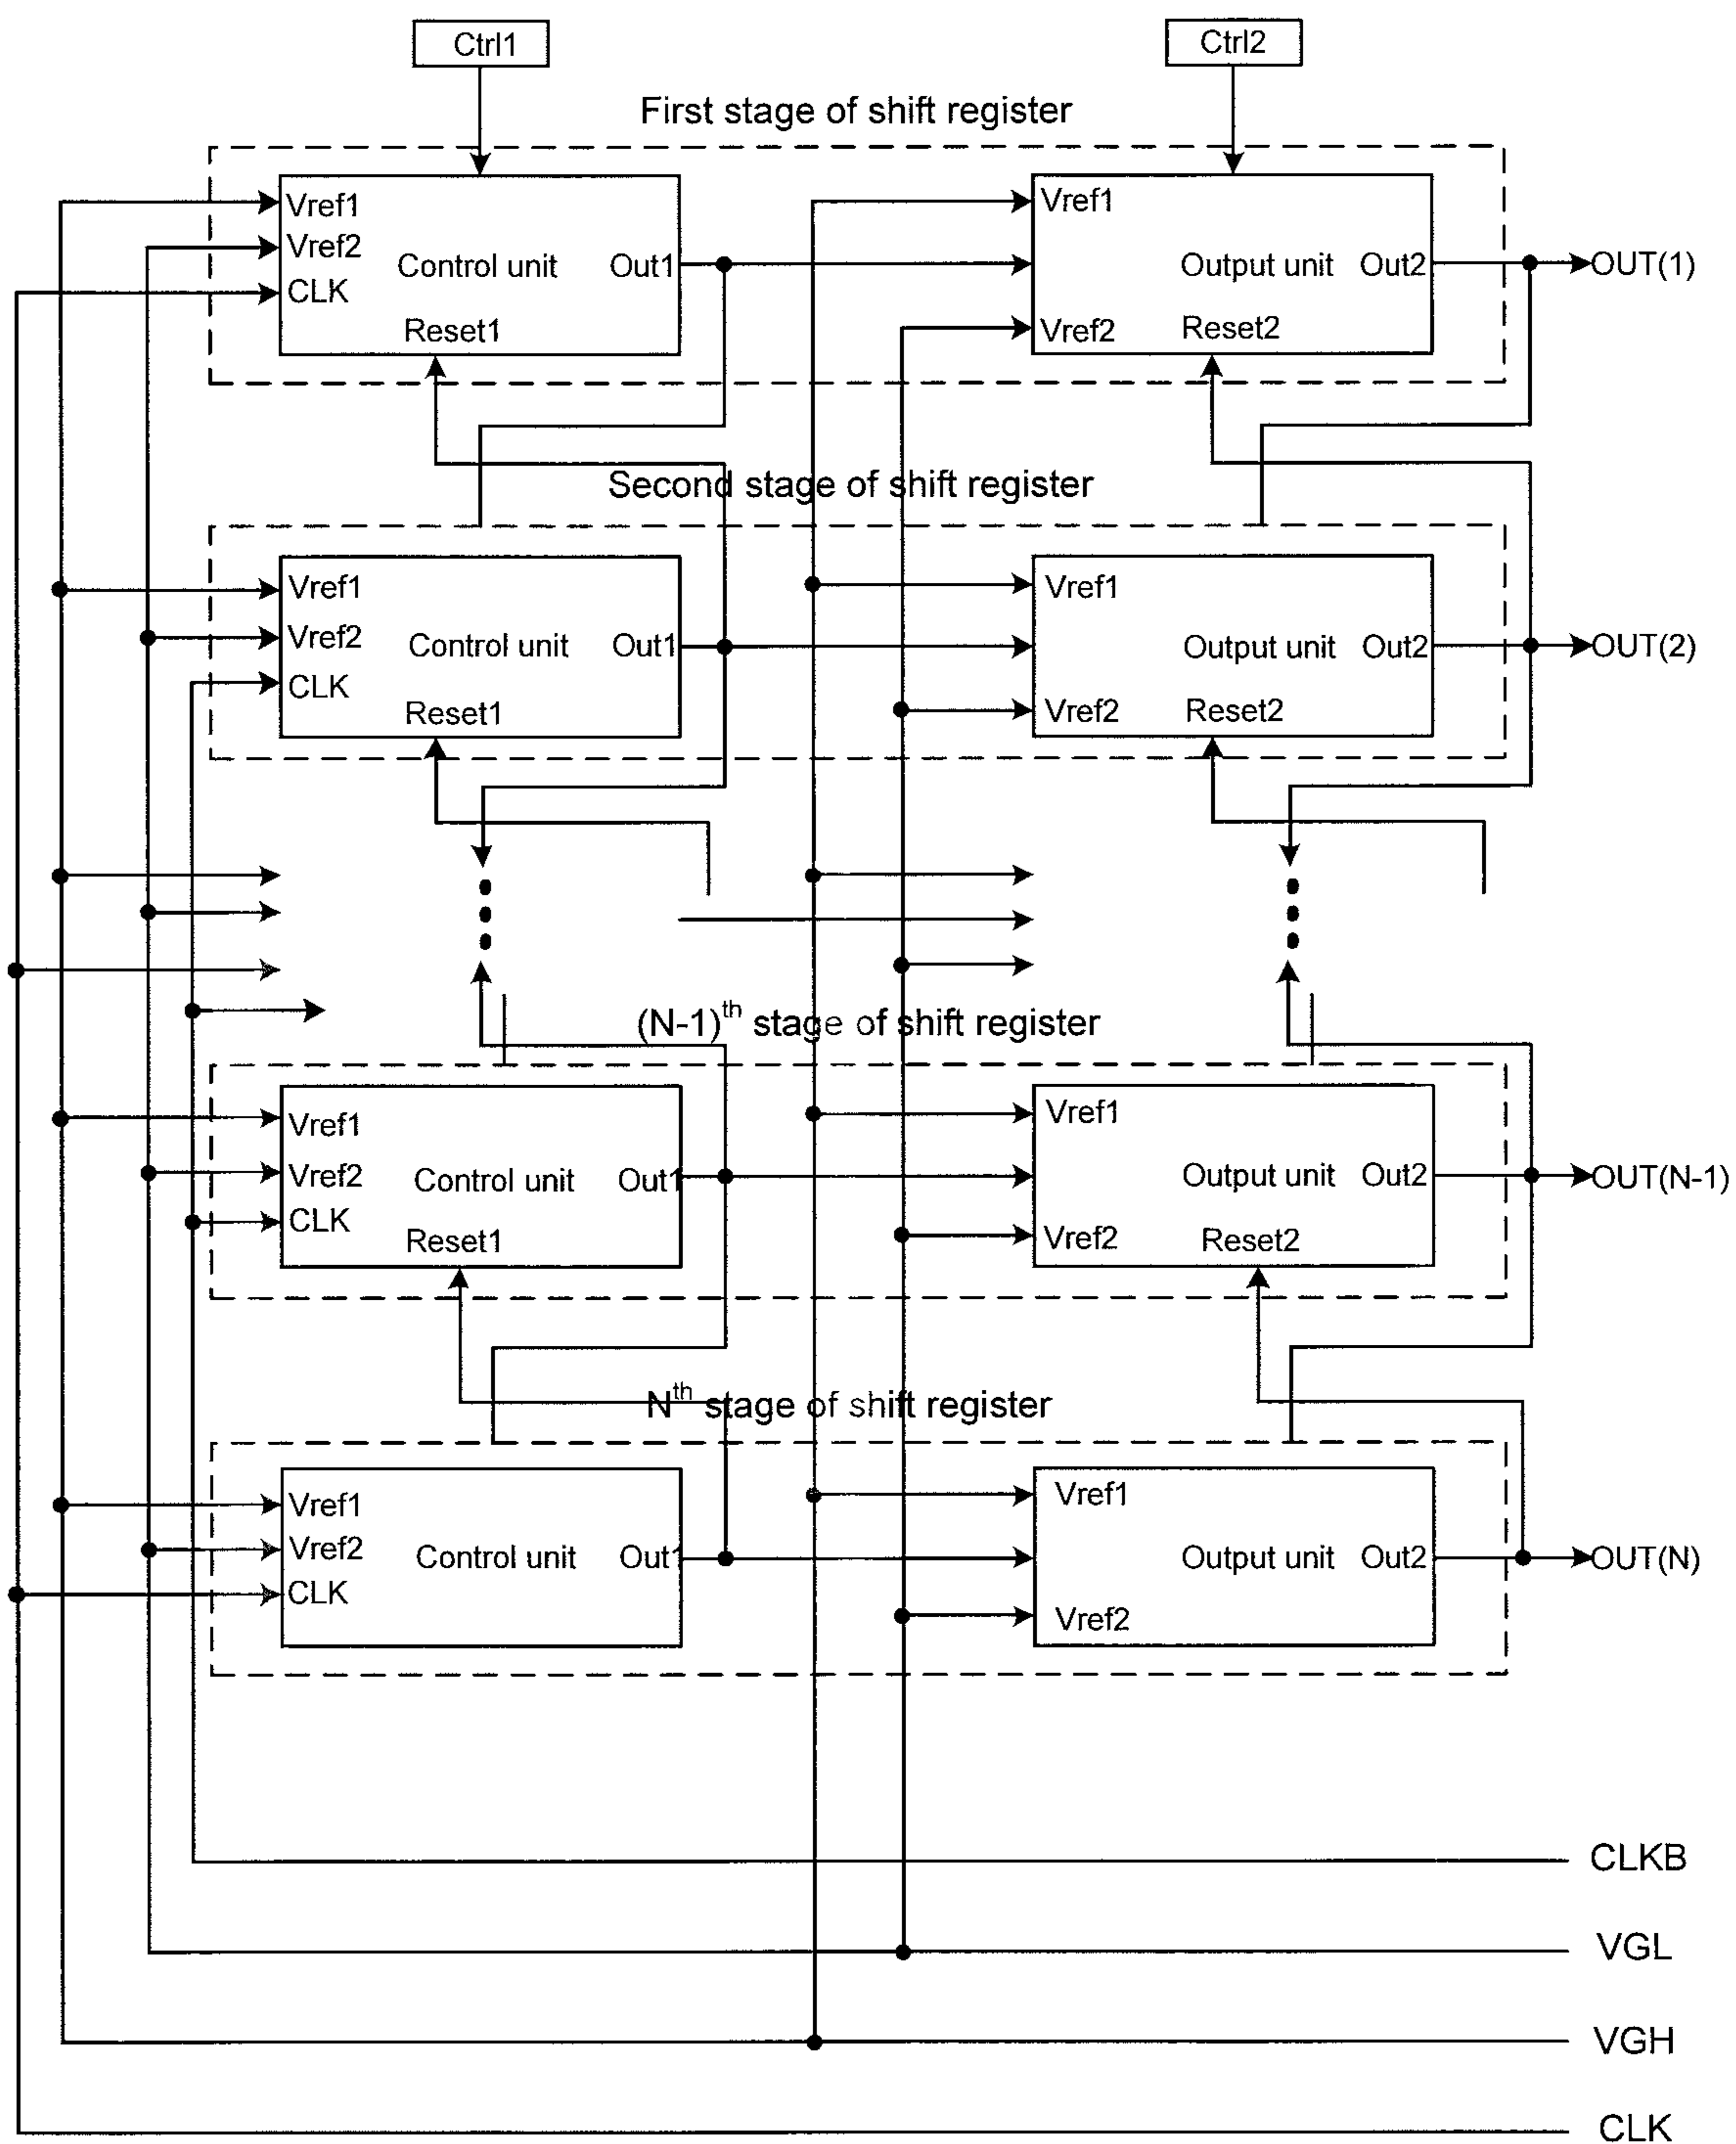 Ctrl1
Ctrl2
First stage of shift register
Vref1
Vref2
CLK
Control unit
Out1
Reset1
Vref1
Vref2
Output unit
Out2
Reset2
OUT(1)
Second stage of shift register
Vref1
Vref2
CLK
Control unit
Out1
Reset1
Vref1
Vref2
Output unit
Out2
Reset2
OUT(2)
(N-1)th stage of shift register
Vref1
Vref2
CLK
Control unit
Out1
Reset1
Vref1
Vref2
Output unit
Out2
Reset2
OUT(N-1)
Nth stage of shift register
Vref1
Vref2
CLK
Control unit
Out1
Vref1
Vref2
Output unit
Out2
OUT(N)
CLKB
VGL
VGH
CLK